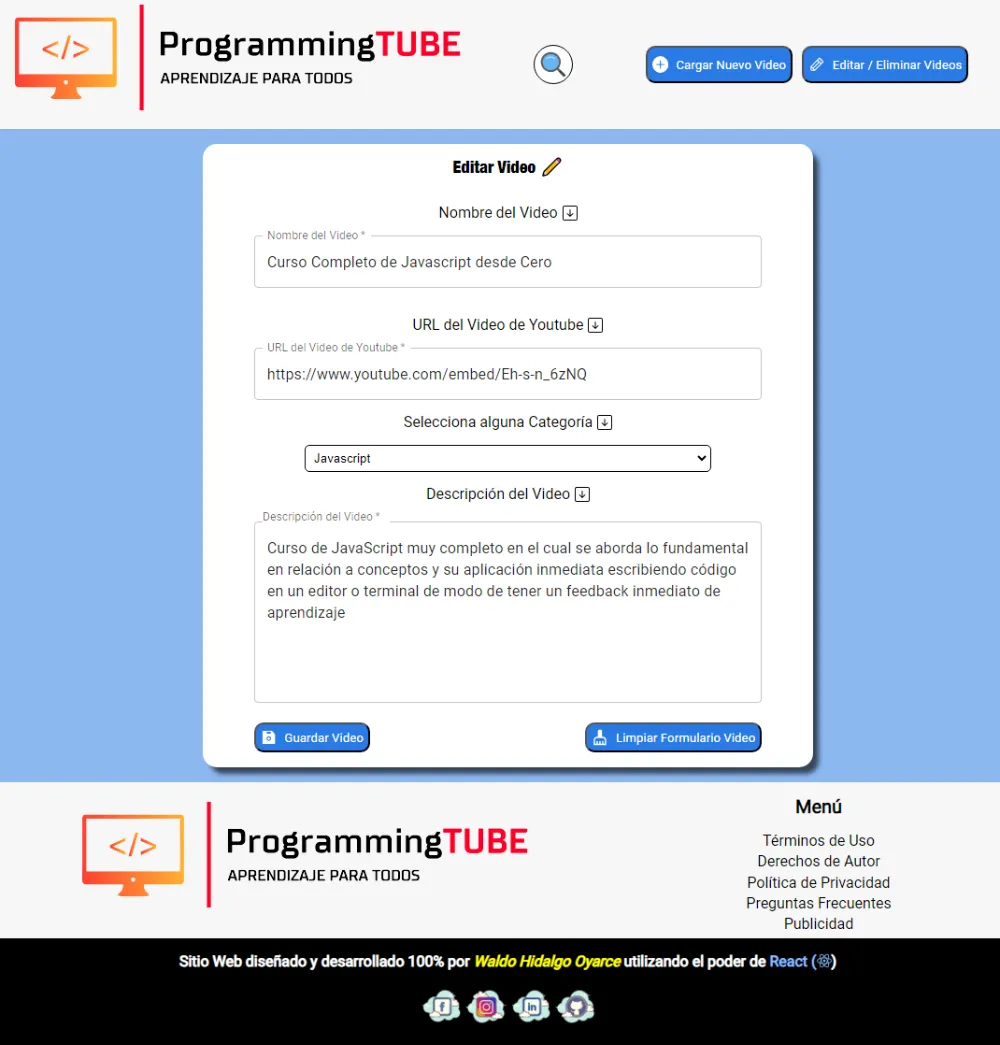 </>
ProgrammingTUBE
APRENDIZAJE PARA TODOS
Cargar Nuevo Video
Editar / Eliminar Videos
Editar Video
Nombre del Video
Nombre del Video *
Curso Completo de Javascript desde Cero
URL del Video de Youtube
URL del Video de Youtube *
https://www.youtube.com/embed/Eh-s-n_6zNQ
Selecciona alguna Categoría
Javascript
Descripción del Video
Descripción del Video *
Curso de JavaScript muy completo en el cual se aborda lo fundamental
en relación a conceptos y su aplicación inmediata escribiendo código
en un editor o terminal de modo de tener un feedback inmediato de
aprendizaje
Guardar Video
Limpiar Formulario Video
</>
ProgrammingTUBE
APRENDIZAJE PARA TODOS
Menú
Términos de Uso
Derechos de Autor
Política de Privacidad
Preguntas Frecuentes
Publicidad
Sitio Web diseñado y desarrollado 100% por Waldo Hidalgo Oyarce utilizando el poder de React (⚛)